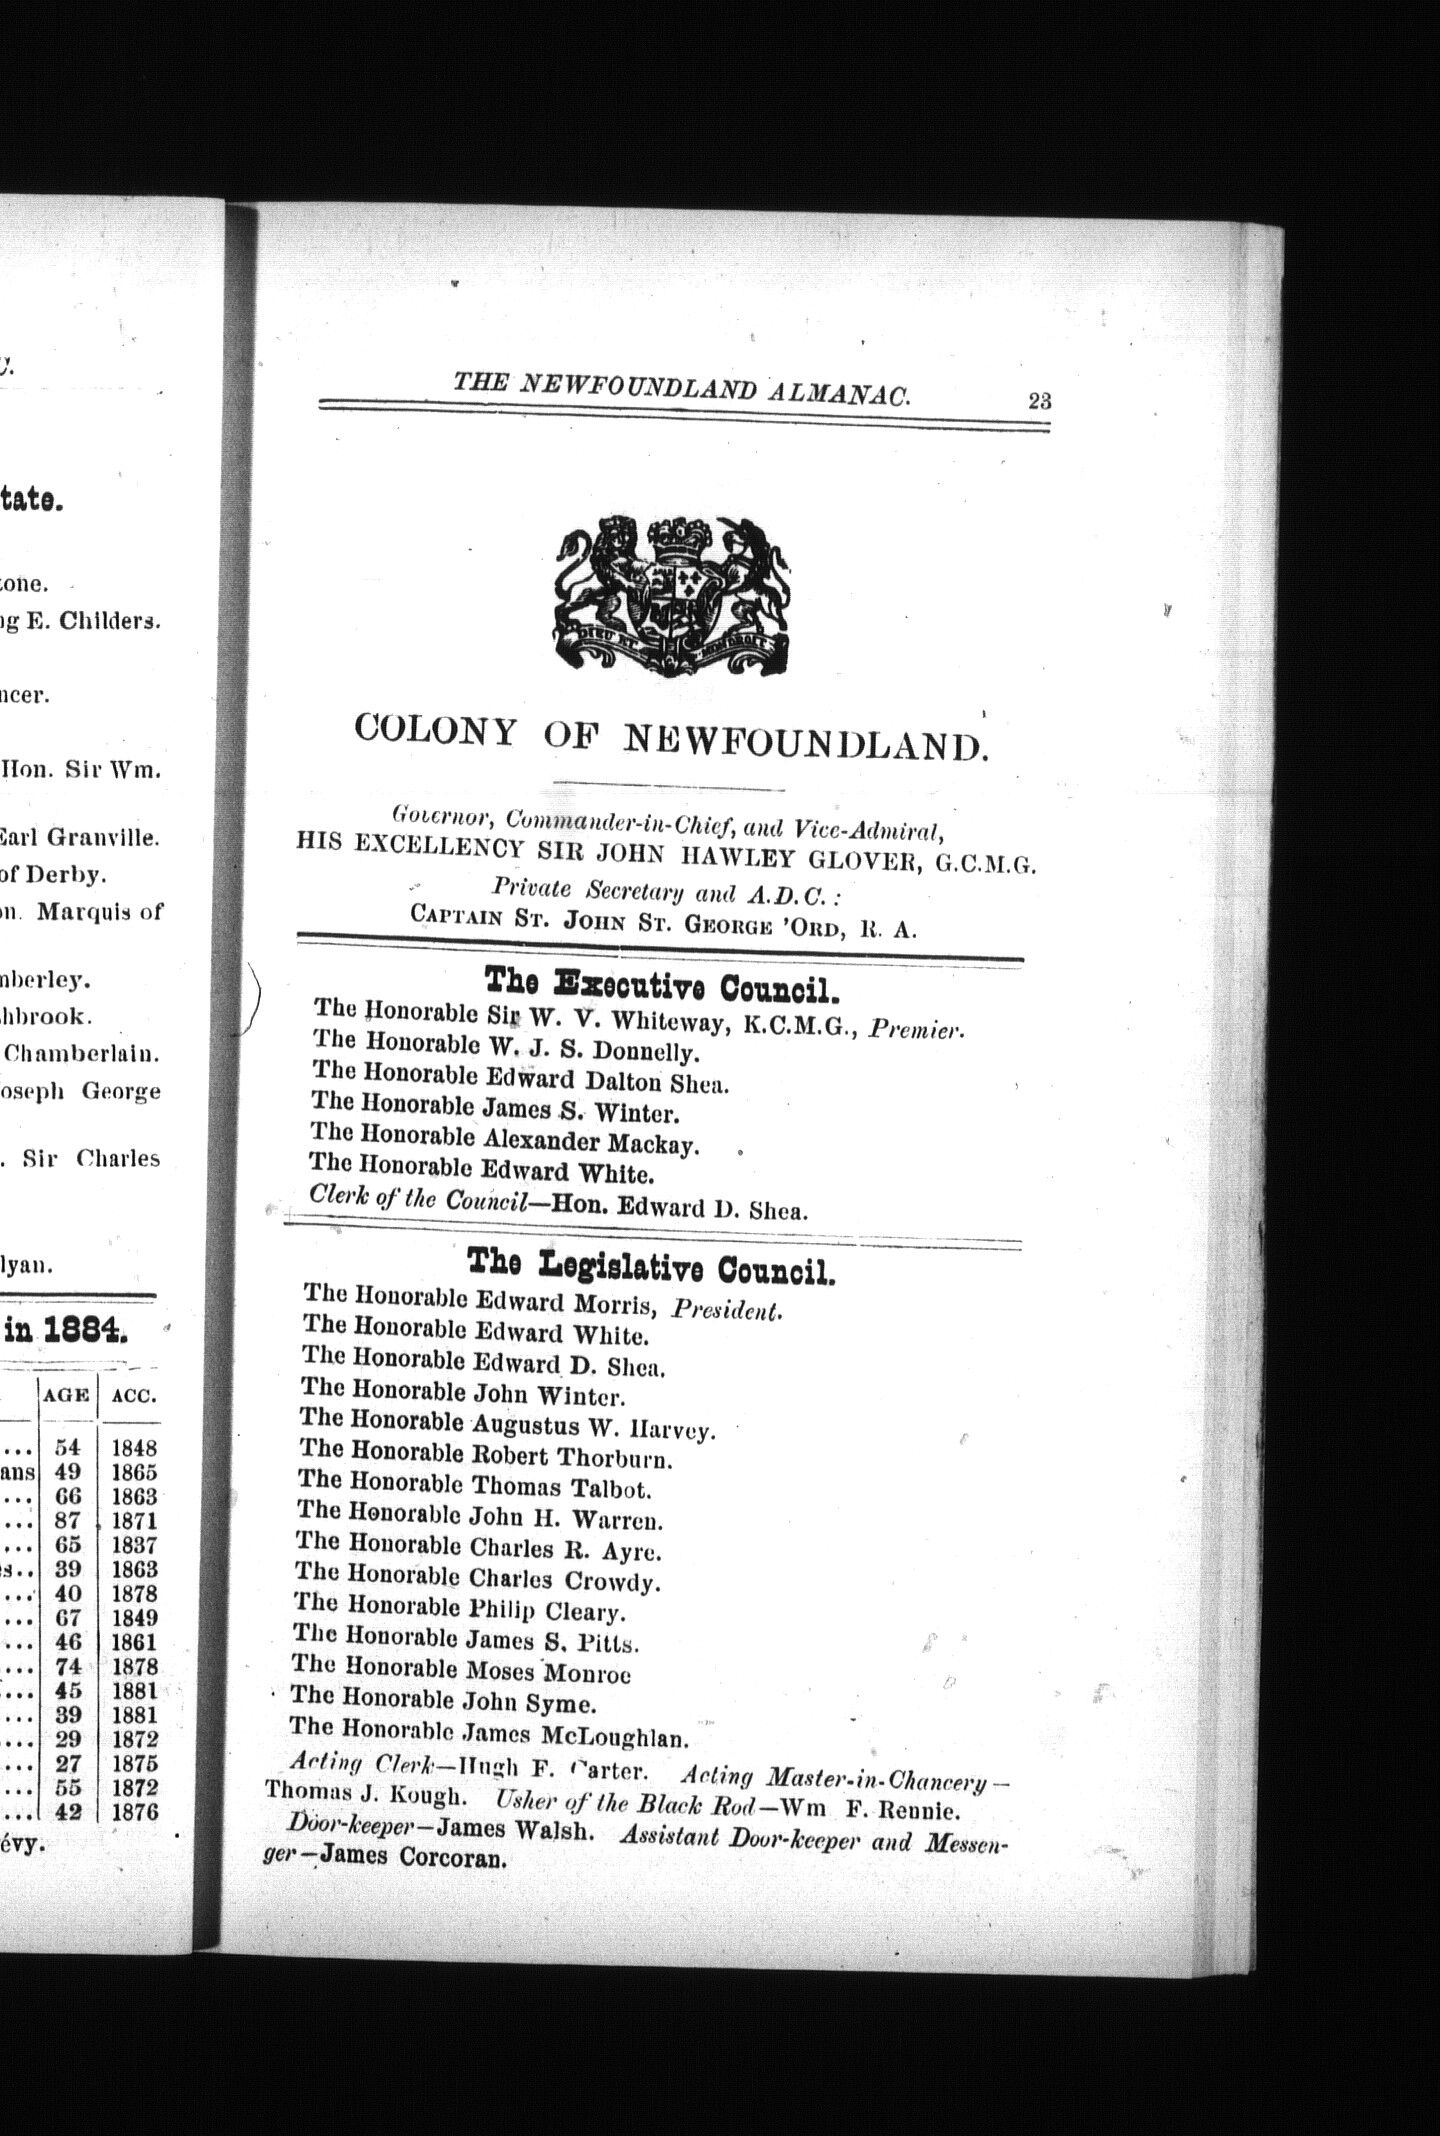 U.
tate.
tone.
ng E. Childers.
ncer.
Hon. Sir Wm.
Earl Granville.
of Derby.
on. Marquis of
mberley.
shbrook.
Chamberlain.
oseph George
. Sir Charles
lyan.
in 1884.
AGE ACC.
... 54 1848
ans 49 1865
... 66 1863
... 87 1871
... 65 1837
s.. 39 1863
... 40 1878
... 67 1849
... 46 1861
.... 74 1878
.... 45 1881
... 39 1881
.... 29 1872
... 27 1875
... 55 1872
... 42 1876
évy.
THE NEWFOUNDLAND ALMANAC. 23
DIEU ET MON DROIT
COLONY OF NEWFOUNDLAND.
Governor, Commander-in-Chief, and Vice-Admiral,
HIS EXCELLENCY SIR JOHN HAWLEY GLOVER, G.C.M.G.
Private Secretary and A.D.C.:
CAPTAIN ST. JOHN ST. GEORGE 'ORD, R. A.
The Executive Council.
The Honorable Sir W. V. Whiteway, K.C.M.G., Premier.
The Honorable W. J. S. Donnelly.
The Honorable Edward Dalton Shea.
The Honorable James S. Winter.
The Honorable Alexander Mackay.
The Honorable Edward White.
Clerk of the Council—Hon. Edward D. Shea.
The Legislative Council.
The Honorable Edward Morris, President.
The Honorable Edward White.
The Honorable Edward D. Shea.
The Honorable John Winter.
The Honorable Augustus W. Harvey.
The Honorable Robert Thorburn.
The Honorable Thomas Talbot.
The Honorable John H. Warren.
The Honorable Charles R. Ayre.
The Honorable Charles Crowdy.
The Honorable Philip Cleary.
The Honorable James S. Pitts.
The Honorable Moses Monroe
The Honorable John Syme.
The Honorable James McLoughlan.
Acting Clerk—Hugh F. Carter. Acting Master-in-Chancery—
Thomas J. Kough. Usher of the Black Rod—Wm F. Rennie.
Door-keeper—James Walsh. Assistant Door-keeper and Messen-
ger—James Corcoran.